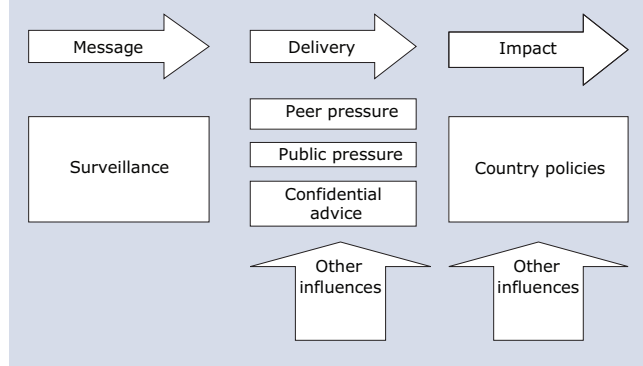 Message
Delivery
Impact
Surveillance
Peer pressure
Public pressure
Confidential
advice
Country policies
Other
influences
Other
influences